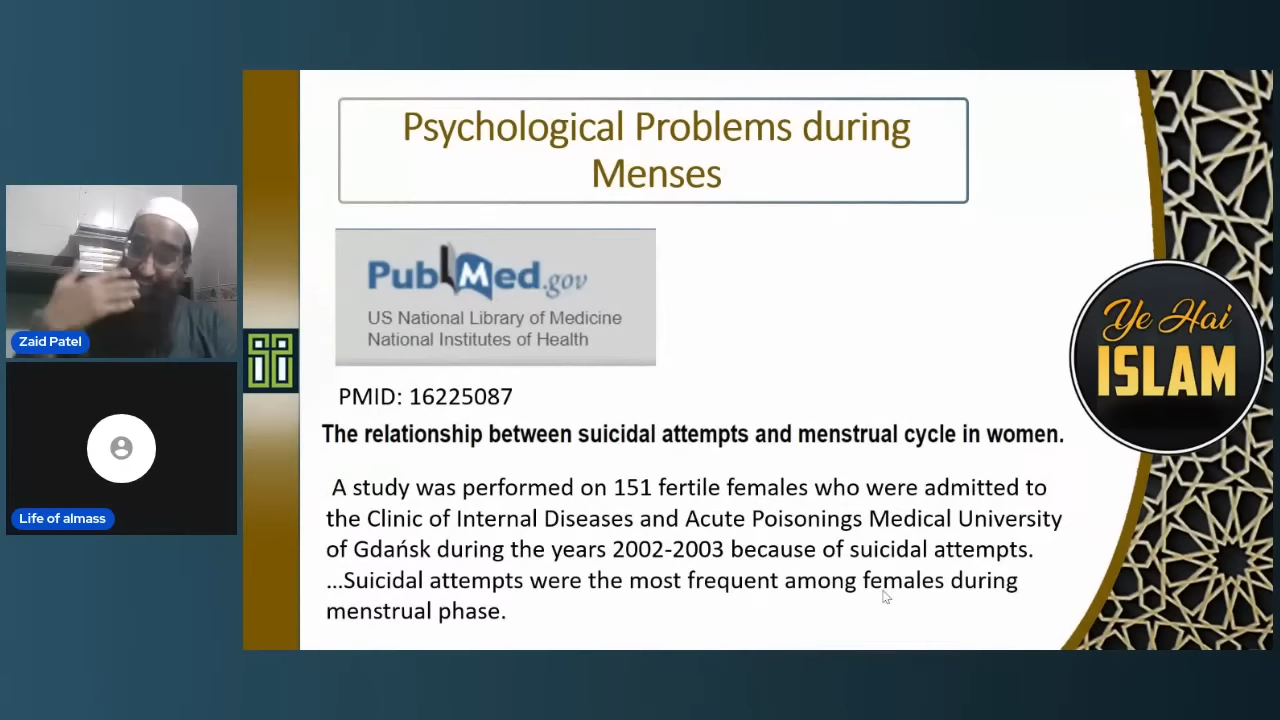 Psychological Problems during
Menses
PubMed.gov
US National Library of Medicine
National Institutes of Health
Zaid Patel
Ye Hai
ISLAM
PMID: 16225087
The relationship between suicidal attempts and menstrual cycle in women.
A study was performed on 151 fertile females who were admitted to
the Clinic of Internal Diseases and Acute Poisonings Medical University
of Gdańsk during the years 2002-2003 because of suicidal attempts.
...Suicidal attempts were the most frequent among females during
menstrual phase.
Life of almass